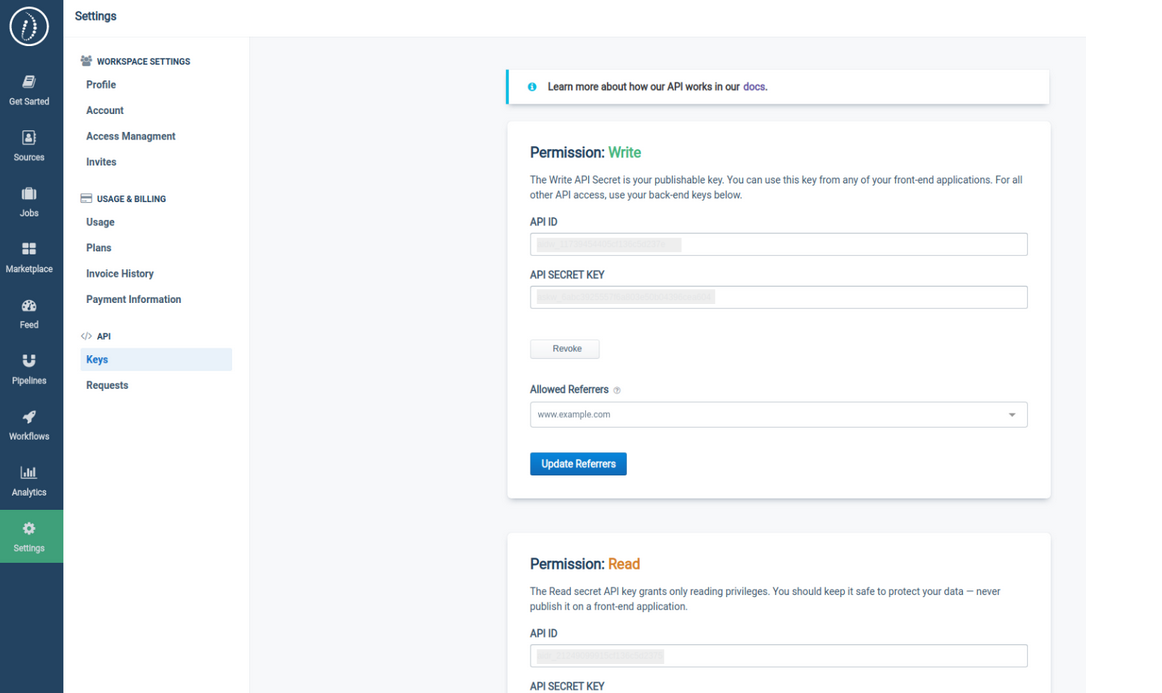 Settings
Get Sarted
Sources
Jobs
Marketplace
Feed
Pipelines
Workflows
Analytics
Settings
WORKSPACE SETTINGS
Profile
Account
Access Managment
Invites
USAGE & BILLING
Usage
Plans
Invoice History
Payment Information
API
Keys
Requests
Learn more about how our API works in our docs.
Permission: Write
The Write API Secret is your publishable key. You can use this key from any of your front-end applications. For all
other API access, use your back-end keys below.
API ID
API SECRET KEY
Revoke
Allowed Referrers
www.example.com
Update Referrers
Permission: Read
The Read secret API key grants only reading privileges. You should keep it safe to protect your data — never
publish it on a front-end application.
API ID
API SECRET KEY